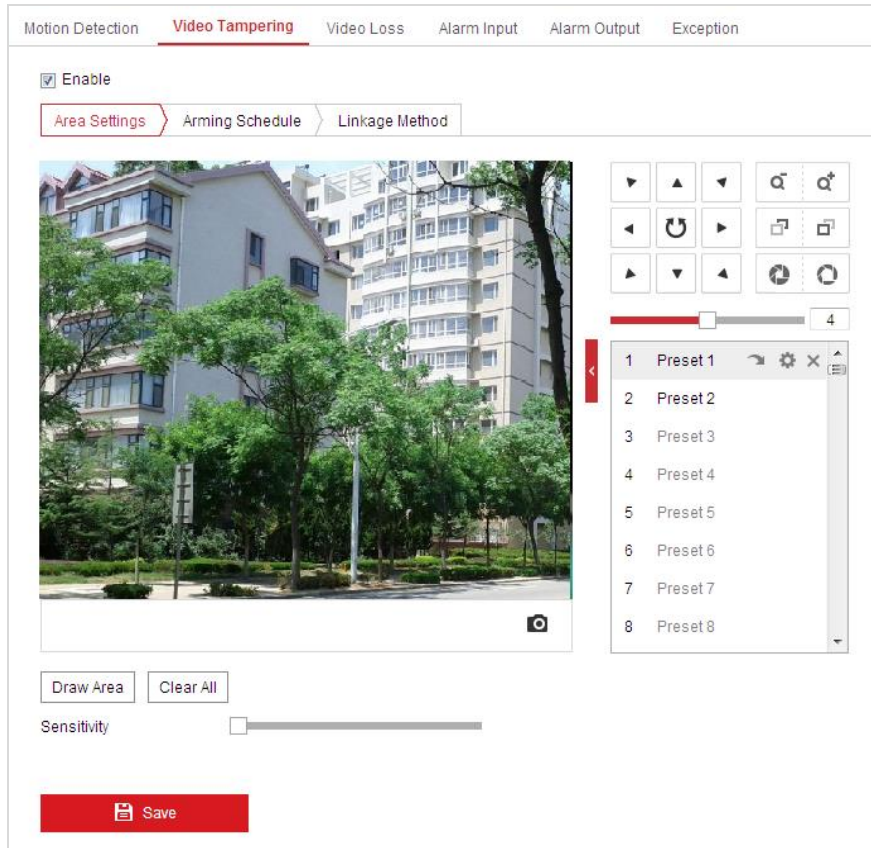 Motion Detection Video Tampering Video Loss Alarm Input Alarm Output Exception
Enable
Area Settings Arming Schedule Linkage Method
4
1 Preset 1
2 Preset 2
3 Preset 3
4 Preset 4
5 Preset 5
6 Preset 6
7 Preset 7
8 Preset 8
Draw Area Clear All
Sensitivity
Save